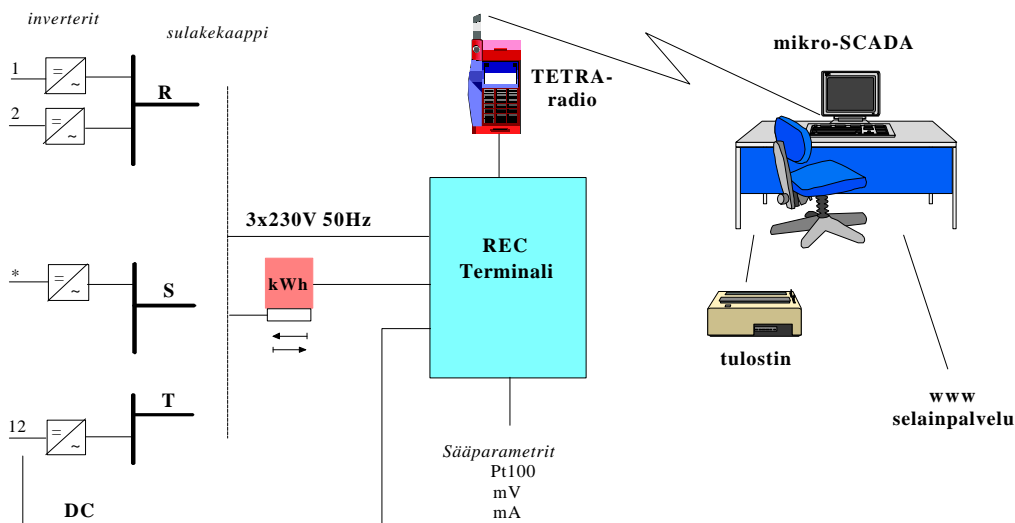 inverterit
sulakekaappi
1
=
~
R
2
=
~
*
=
~
S
12
=
~
T
DC
3x230V 50Hz
kWh
TETRA-
radio
REC
Terminali
Sääparametrit
Pt100
mV
mA
mikro-SCADA
tulostin
www
selainpalvelu